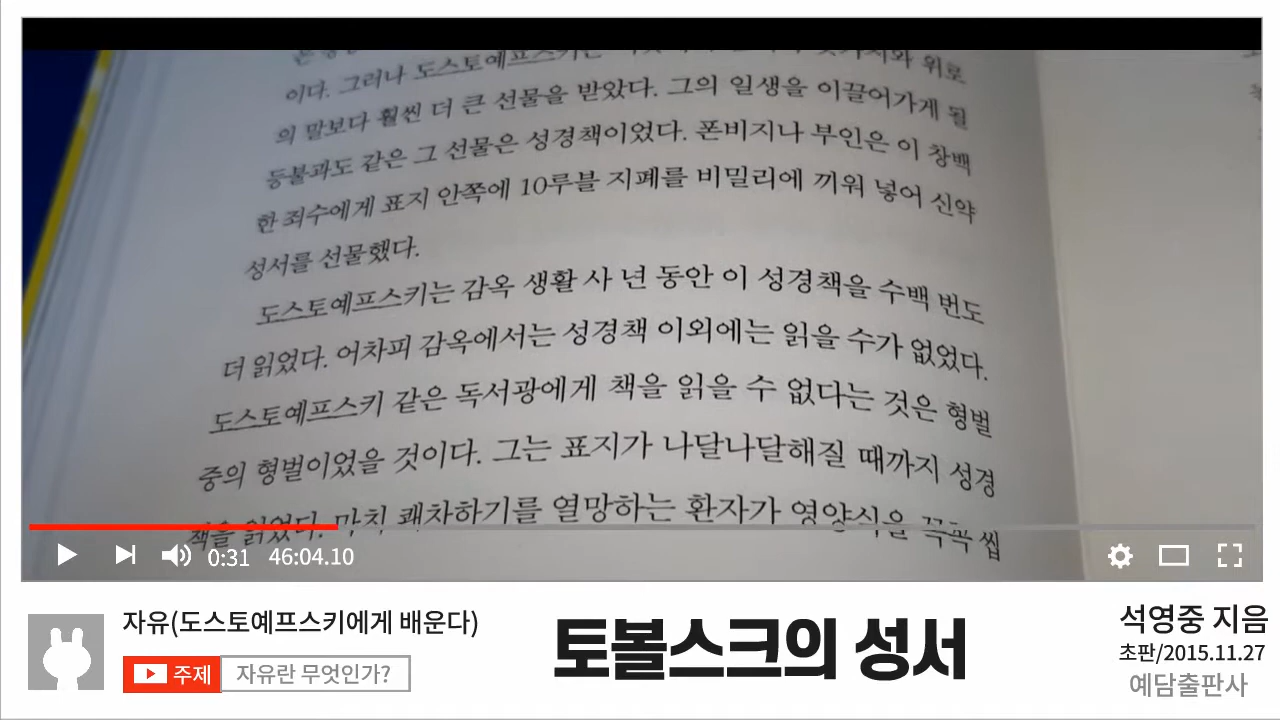 이다. 그러나 도스토예프스키는 위로
의 말보다 훨씬 더 큰 선물을 받았다. 그의 일생을 이끌어가게 될
등불과도 같은 그 선물은 성경책이었다. 폰비지나 부인은 이 창백
한 죄수에게 표지 안쪽에 10루블 지폐를 비밀리에 끼워 넣어 신약
성서를 선물했다.
도스토예프스키는 감옥 생활 사 년 동안 이 성경책을 수백 번도
더 읽었다. 어차피 감옥에서는 성경책 이외에는 읽을 수가 없었다.
도스토예프스키 같은 독서광에게 책을 읽을 수 없다는 것은 형벌
중의 형벌이었을 것이다. 그는 표지가 나달나달해질 때까지 성경
책을 읽었다. 마치 쾌차하기를 열망하는 환자가 영양식을 꼭꼭 씹
0:31 46:04.10
자유(도스토예프스키에게 배운다)
주제 자유란 무엇인가?
토볼스크의 성서
석영중 지음
초판/2015.11.27
예담출판사